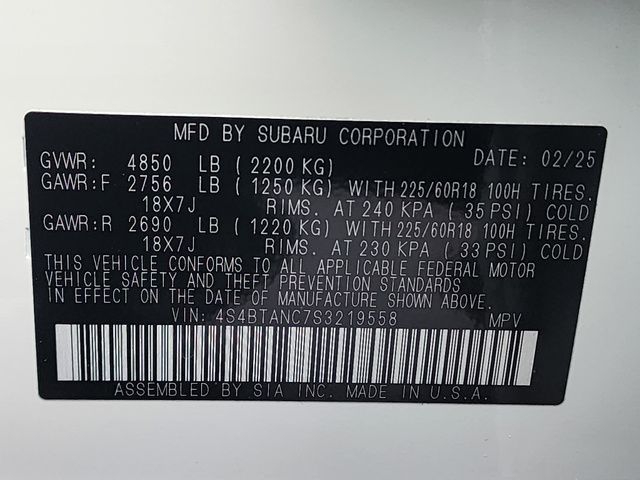 MFD BY SUBARU CORPORATION
GVWR: 4850 LB (2200 KG) DATE: 02/25
GAWR:F 2756 LB (1250 KG) WITH 225/60R18 100H TIRES.
18X7J RIMS. AT 240 KPA (35 PSI) COLD
GAWR:R 2690 LB (1220 KG) WITH 225/60R18 100H TIRES.
18X7J RIMS. AT 230 KPA (33 PSI) COLD
THIS VEHICLE CONFORMS TO ALL APPLICABLE FEDERAL MOTOR
VEHICLE SAFETY AND THEFT PREVENTION STANDARDS
IN EFFECT ON THE DATE OF MANUFACTURE SHOWN ABOVE.
VIN: 4S4BTANC7S3219558 MPV
ASSEMBLED BY SIA INC. MADE IN U.S.A.